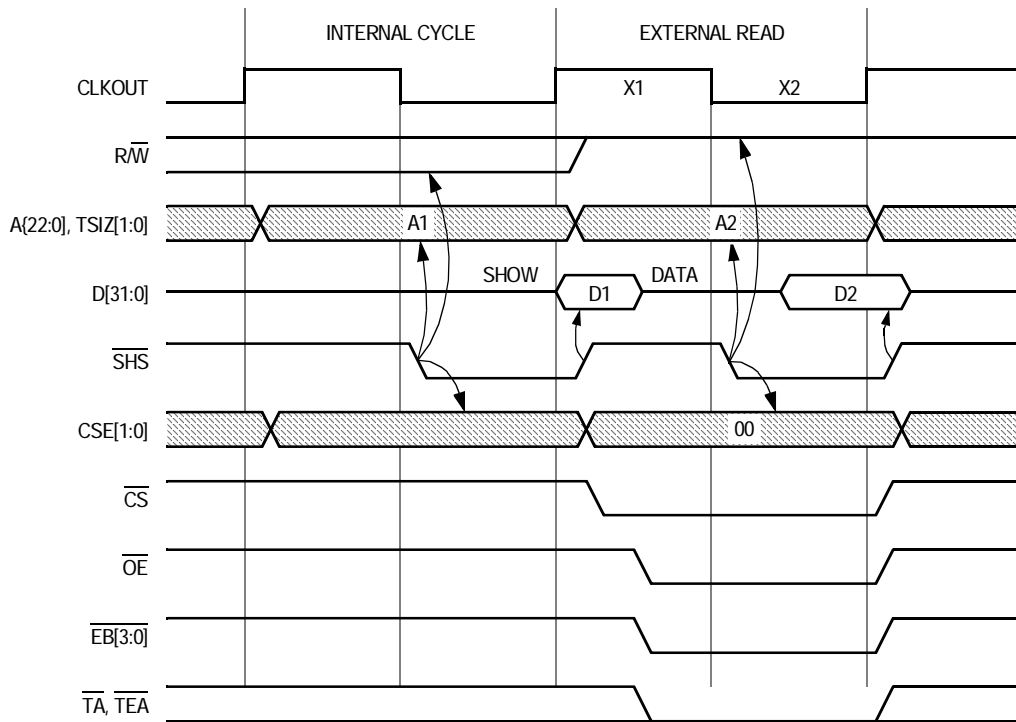 INTERNAL CYCLE EXTERNAL READ
CLKOUT X1 X2
R/W
A{22:0}, TSIZ[1:0] A1 A2
SHOW DATA
D[31:0] D1 D2
SHS
CSE[1:0] 00
CS
OE
EB[3:0]
TA, TEA